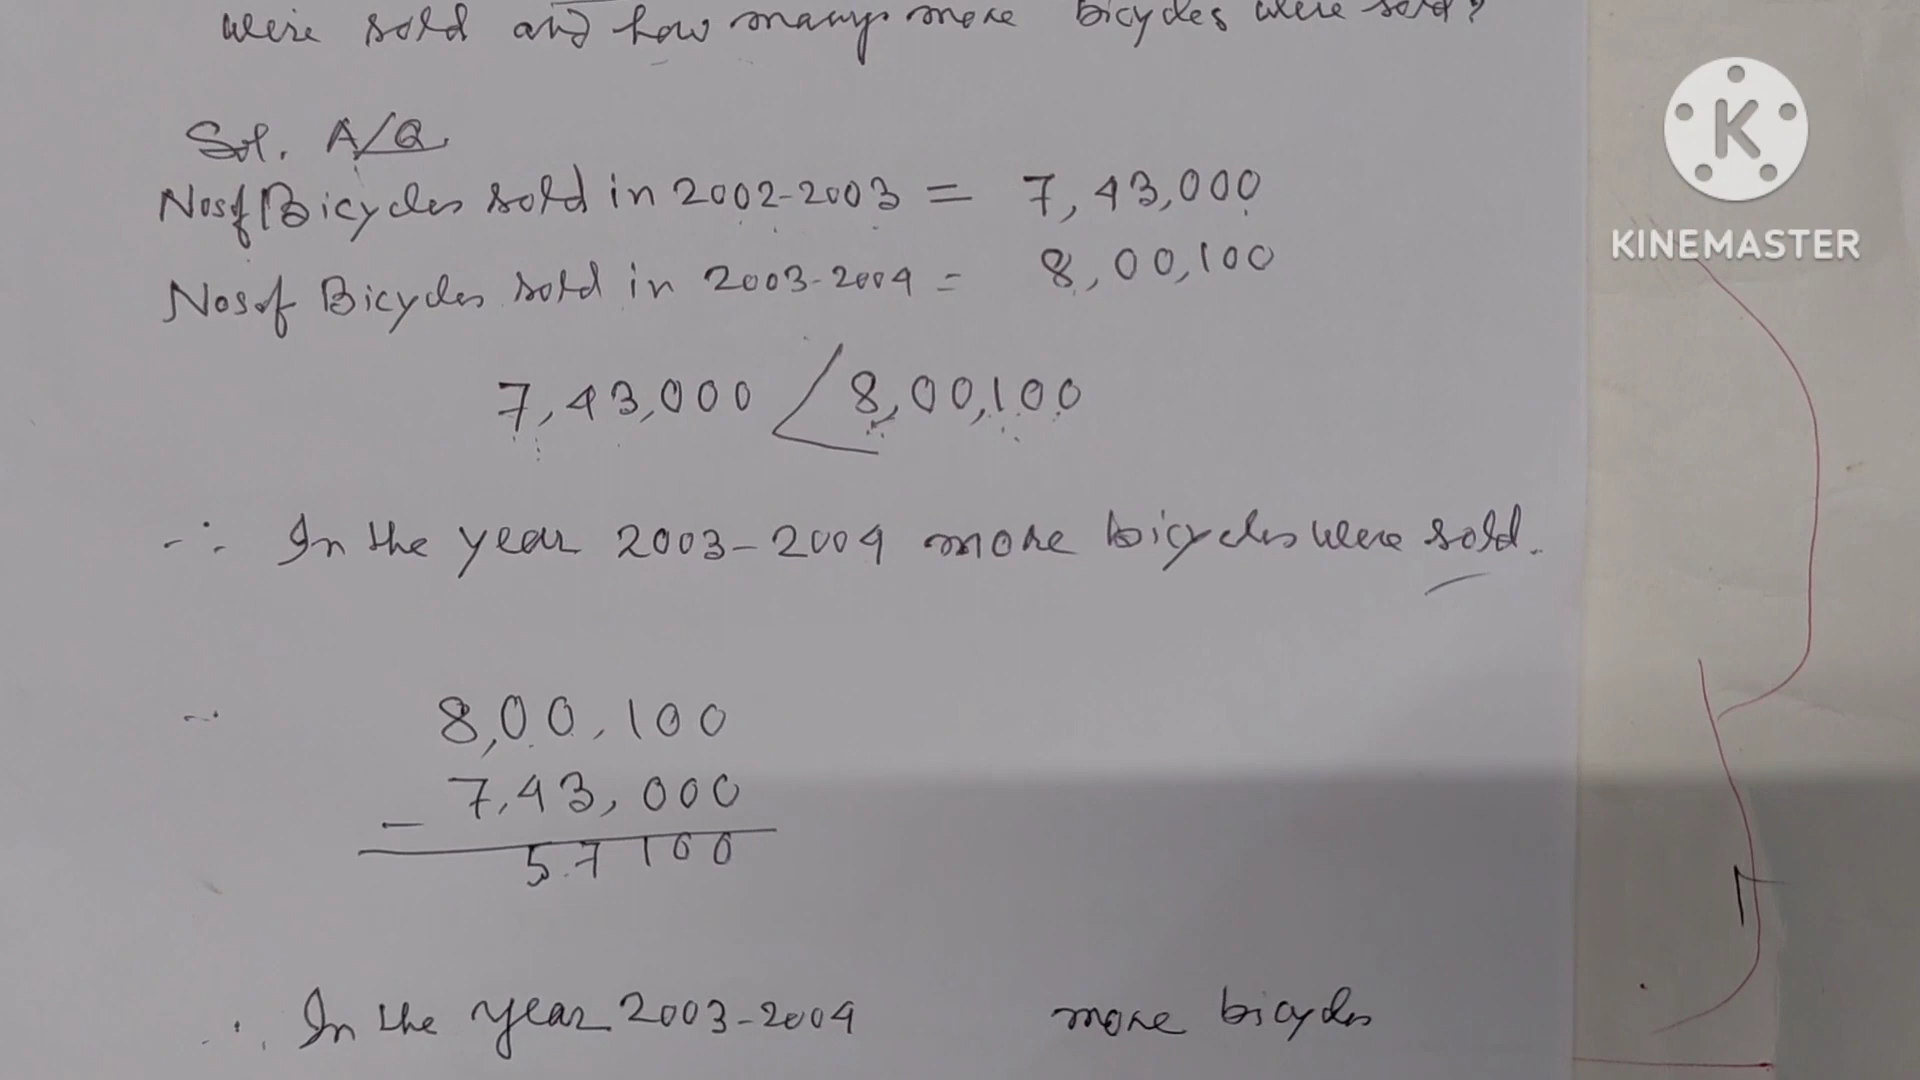 were sold and how many more bicycles were sold?
Sol. A/Q
Nos of Bicycles sold in 2002-2003 = 7,43,000
Nos of Bicycles sold in 2003-2004 = 8,00,100
7,43,000 < 8,00,100
∴ In the year 2003-2004 more bicycles were sold.
8,00,100
- 7,43,000
57100
∴ In the year 2003-2004 more bicycles
K
KINEMASTER